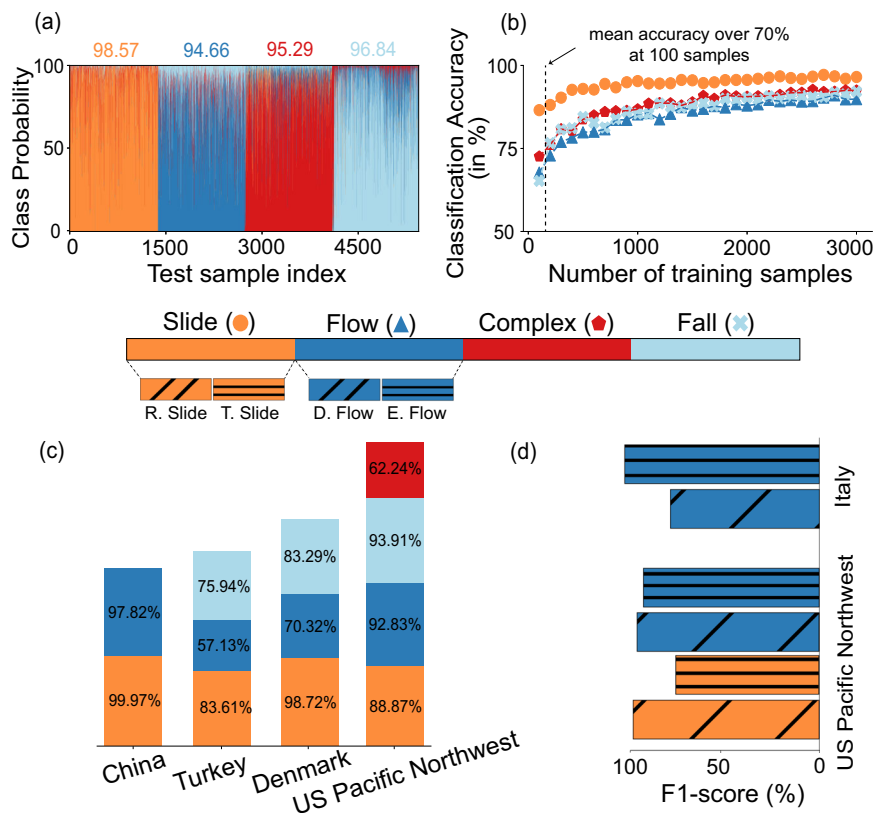 (a)
98.57 94.66 95.29 96.84
Class Probability
100
50
0
0 1500 3000 4500
Test sample index
(b)
mean accuracy over 70%
at 100 samples
Classification Accuracy
(in %)
100
75
50
0 1000 2000 3000
Number of training samples
Slide ( ) Flow ( ) Complex ( ) Fall ( )
R. Slide T. Slide D. Flow E. Flow
(c)
62.24%
93.91%
92.83%
88.87%
83.29%
70.32%
98.72%
75.94%
57.13%
83.61%
97.82%
99.97%
China
Turkey
Denmark
US Pacific Northwest
(d)
Italy
US Pacific Northwest
100 50 0
F1-score (%)